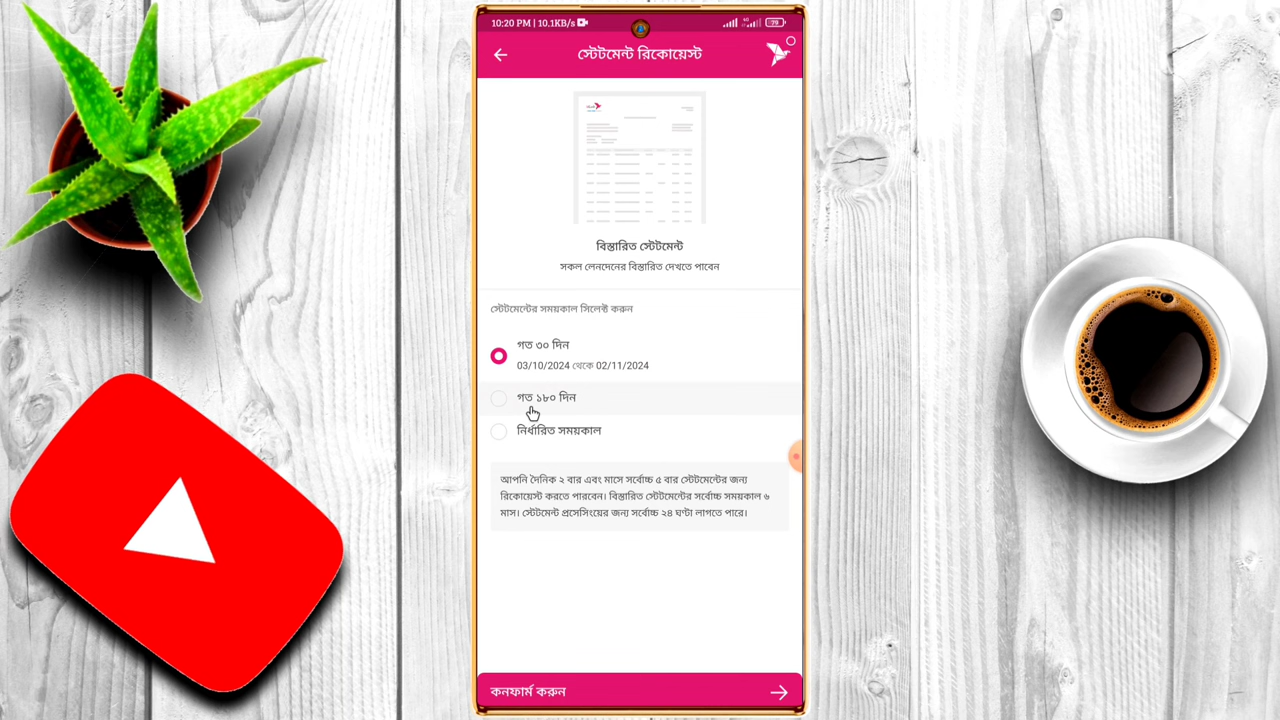 10:20 PM | 10.1KB/s
79
স্টেটমেন্ট রিকোয়েস্ট
বিস্তারিত স্টেটমেন্ট
সকল লেনদেনের বিস্তারিত দেখতে পাবেন
স্টেটমেন্টের সময়কাল সিলেক্ট করুন
গত ৩০ দিন
03/10/2024 থেকে 02/11/2024
গত ১৮০ দিন
নির্ধারিত সময়কাল
আপনি দৈনিক ২ বার এবং মাসে সর্বোচ্চ ৫ বার স্টেটমেন্টের জন্য
রিকোয়েস্ট করতে পারবেন। বিস্তারিত স্টেটমেন্টের সর্বোচ্চ সময়কাল ৬
মাস। স্টেটমেন্ট প্রসেসিংয়ের জন্য সর্বোচ্চ ২৪ ঘণ্টা লাগতে পারে।
কনফার্ম করুন